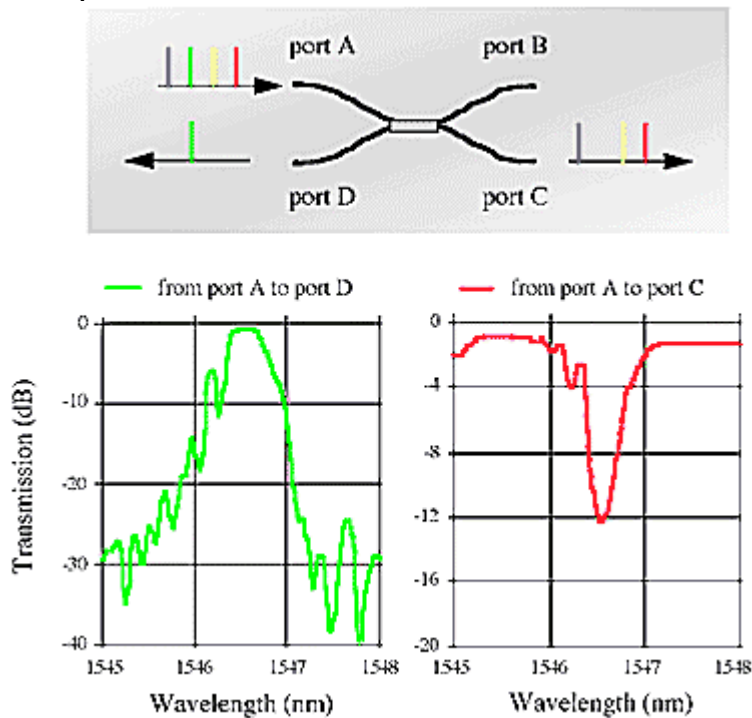 port A port B
port D port C
from port A to port D from port A to port C
0 0
-10 -4
-20 -8
-30 -12
-40 -16
-20
Transmission (dB)
1545 1546 1547 1548 1545 1546 1547 1548
Wavelength (nm) Wavelength (nm)